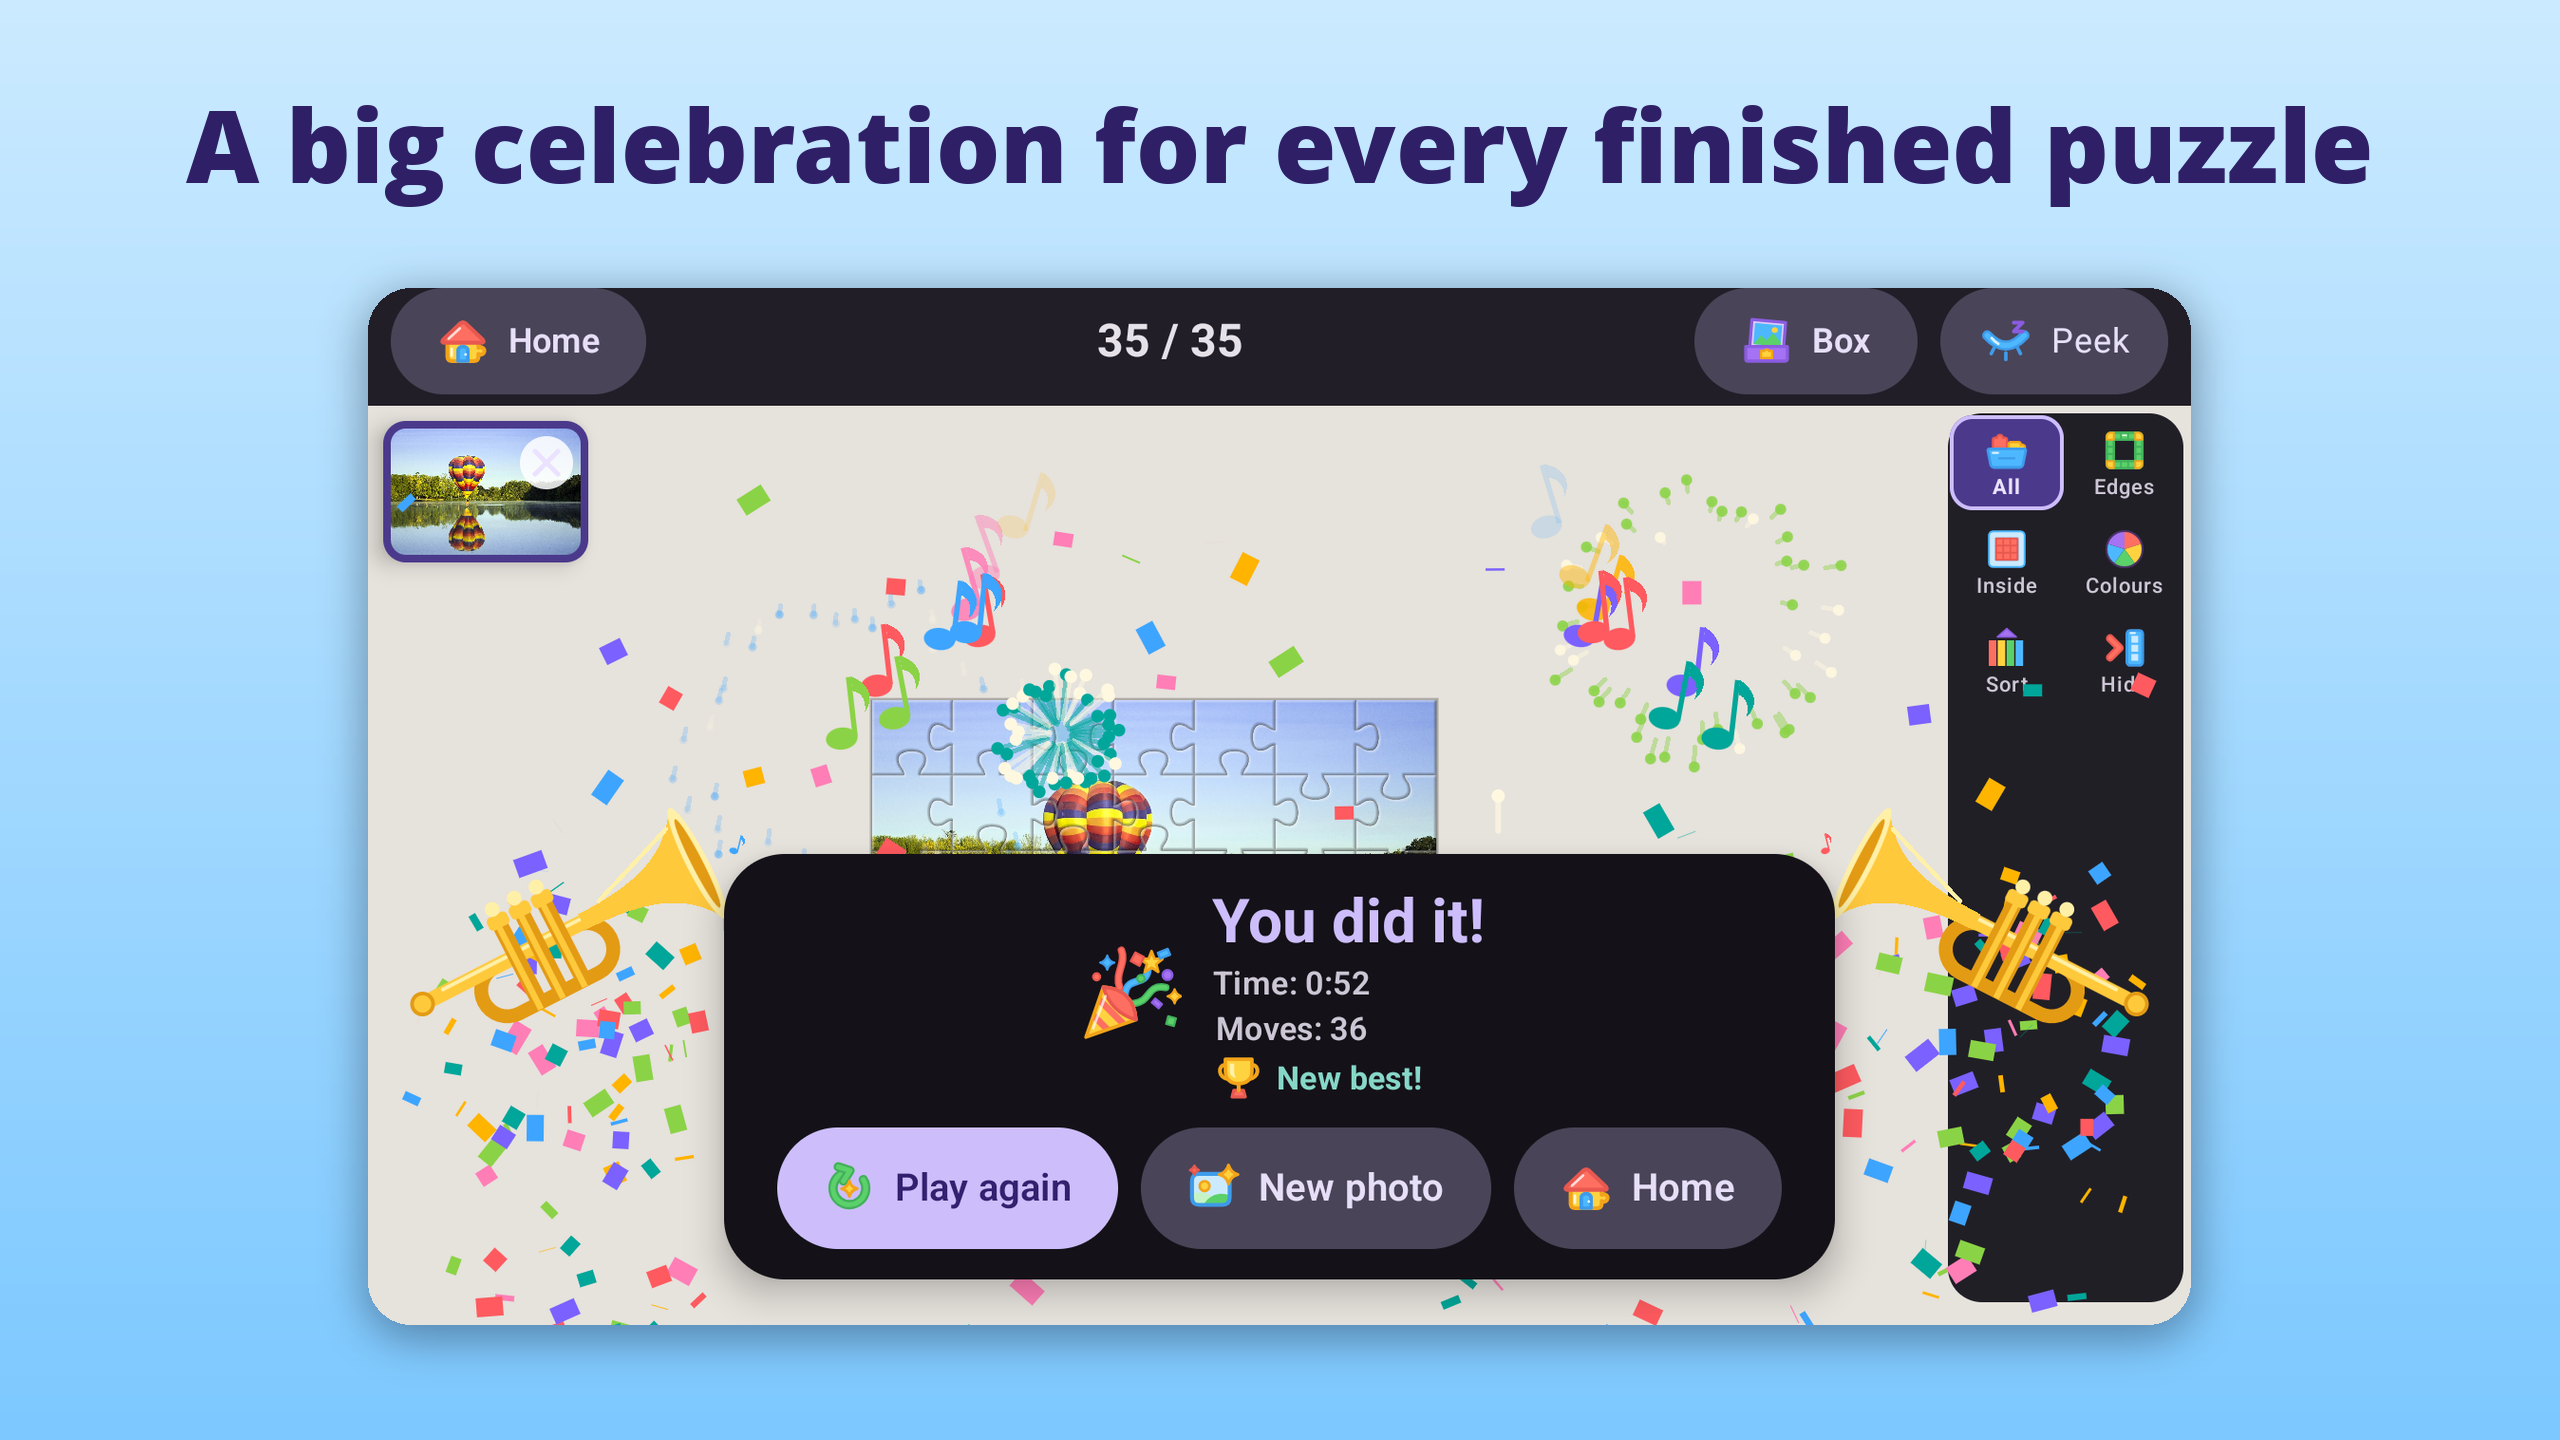 A big celebration for every finished puzzle
Home
35 / 35
Box
Peek
All
Edges
Inside
Colours
Sort
You did it!
Time: 0:52
Moves: 36
New best!
Play again
New photo
Home